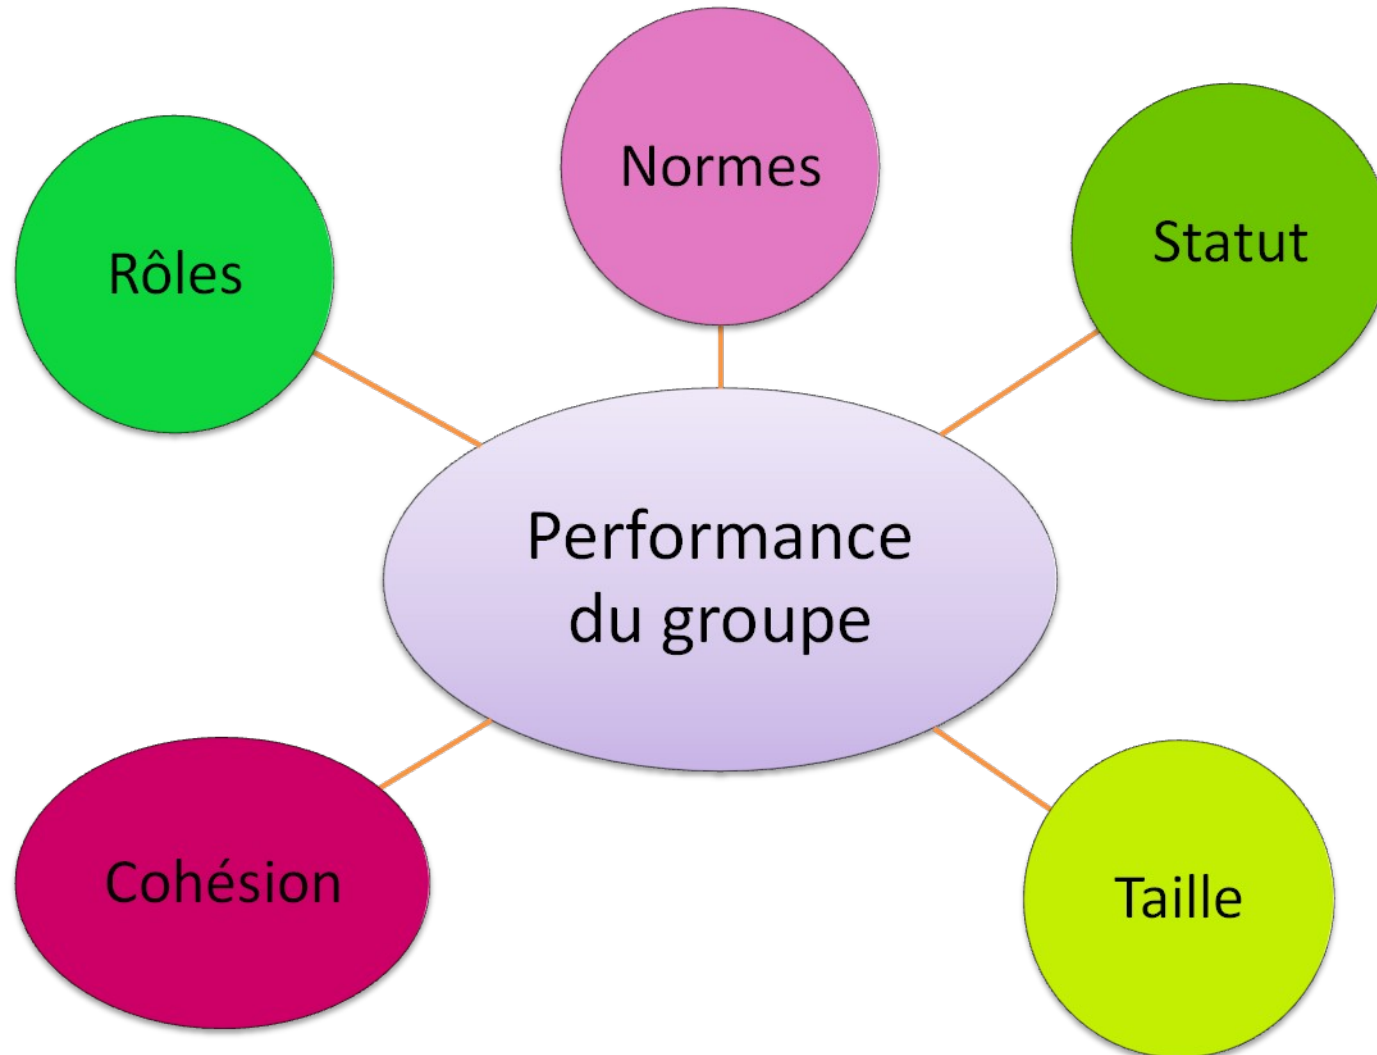 Normes
Statut
Rôles
Performance
du groupe
Cohésion
Taille